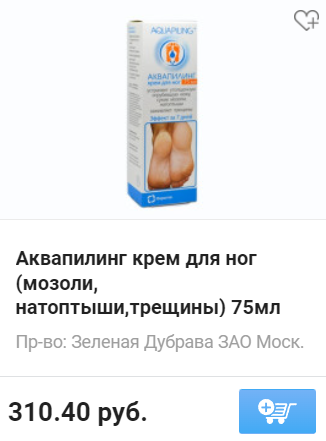 AQUAPILING
АКВАПИЛИНГ
крем для ног
Эффект за 7 дней
Аквапилинг крем для ног
(мозоли,
натоптыши,трещины) 75мл
Пр-во: Зеленая Дубрава ЗАО Моск.
310.40 руб.